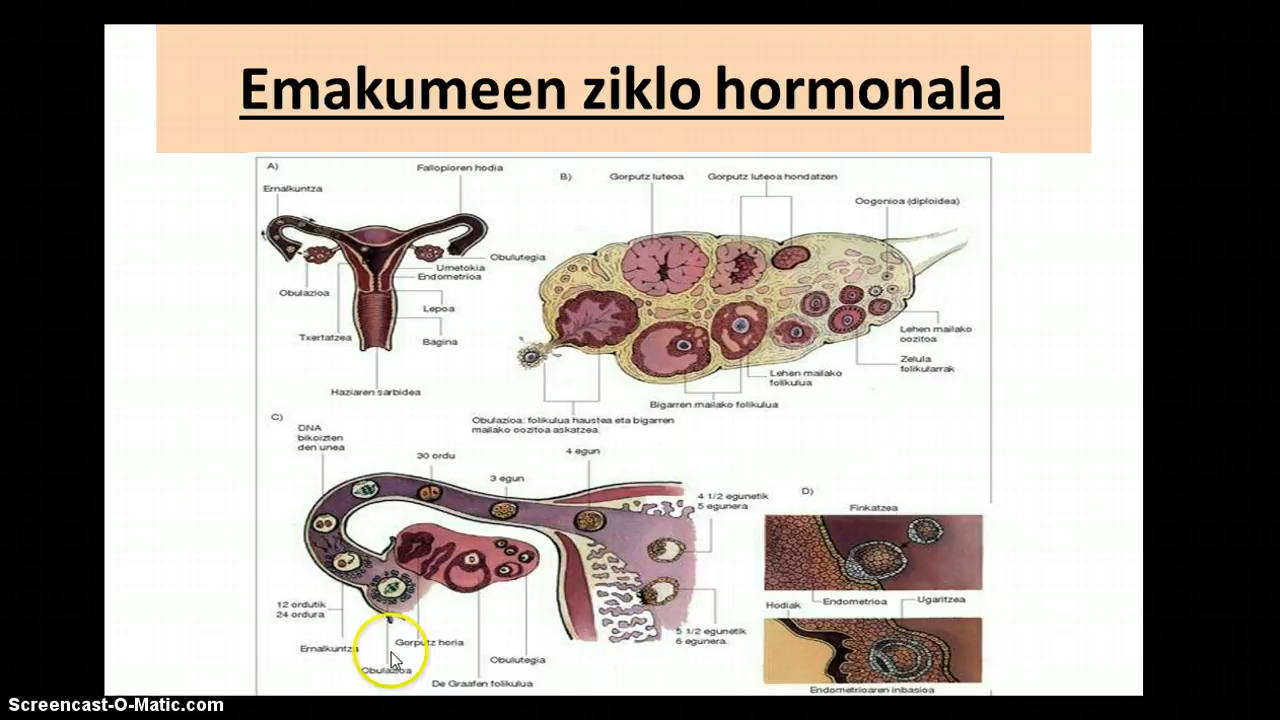 Emakumeen ziklo hormonala
A)
Fallopioren hodia
Ernalkuntza
Obulutegia
Umetokia
Endometrioa
Obulazioa
Lepoa
Txertatzea
Bagina
Haziaren sarbidea
B)
Gorputz luteoa
Gorputz luteoa hondatzen
Oogonioa (diploidea)
Lehen mailako
oozitoa
Zelula
folikularrak
Lehen mailako
folikulua
Bigarren mailako folikulua
Obulazioa: folikulua haustea eta bigarren
mailako oozitoa askatzea.
C)
DNA
bikoizten
den unea
30 ordu
3 egun
4 egun
4 1/2 egunetik
5 egunera
12 ordutik
24 ordura
5 1/2 egunetik
6 egunera.
Ernalkuntza
Gorputz horia
Obulazioa
Obulutegia
De Graafen folikulua
D)
Finkatzea
Hodiak
Endometrioa
Ugaritzea
Endometrioaren inbasioa
Screencast-O-Matic.com